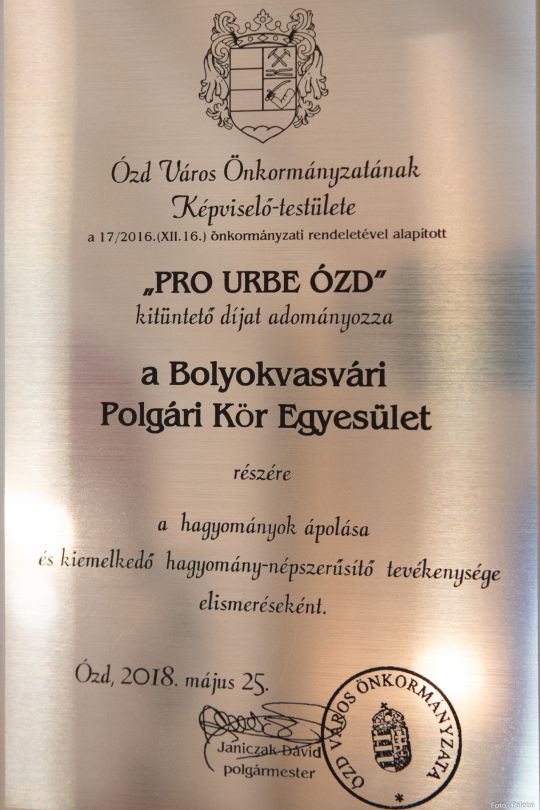 Ózd Város Önkormányzatának
Képviselő-testülete
a 17/2016.(XII.16.) önkormányzati rendeletével alapított
„PRO URBE ÓZD”
kitüntető díjat adományozza
a Bolyokvasvári
Polgári Kör Egyesület
részére
a hagyományok ápolása
és kiemelkedő hagyomány-népszerűsítő tevékenysége
elismeréseként.
Ózd, 2018. május 25.
Janiczak Dávid
polgármester
ÓZD VÁROS ÖNKORMÁNYZATA
*